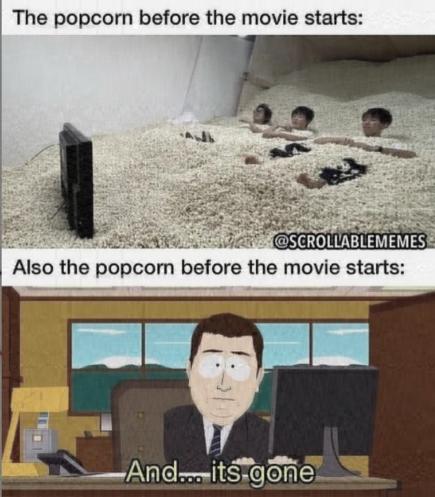 The popcorn before the movie starts:
@SCROLLABLEMEMES
Also the popcorn before the movie starts:
And... its gone